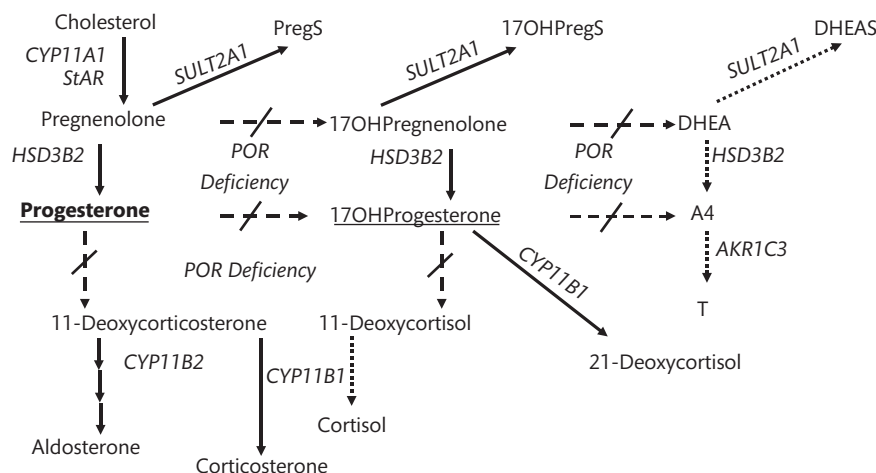 Cholesterol
PregS
17OHPregS
DHEAS
CYP11A1
StAR
SULT2A1
SULT2A1
SULT2A1
Pregnenolone
17OHPregnenolone
DHEA
HSD3B2
POR
Deficiency
HSD3B2
POR
Deficiency
HSD3B2
Progesterone
17OHProgesterone
A4
POR Deficiency
CYP11B1
AKR1C3
T
11-Deoxycorticosterone
11-Deoxycortisol
21-Deoxycortisol
CYP11B2
CYP11B1
Cortisol
Aldosterone
Corticosterone